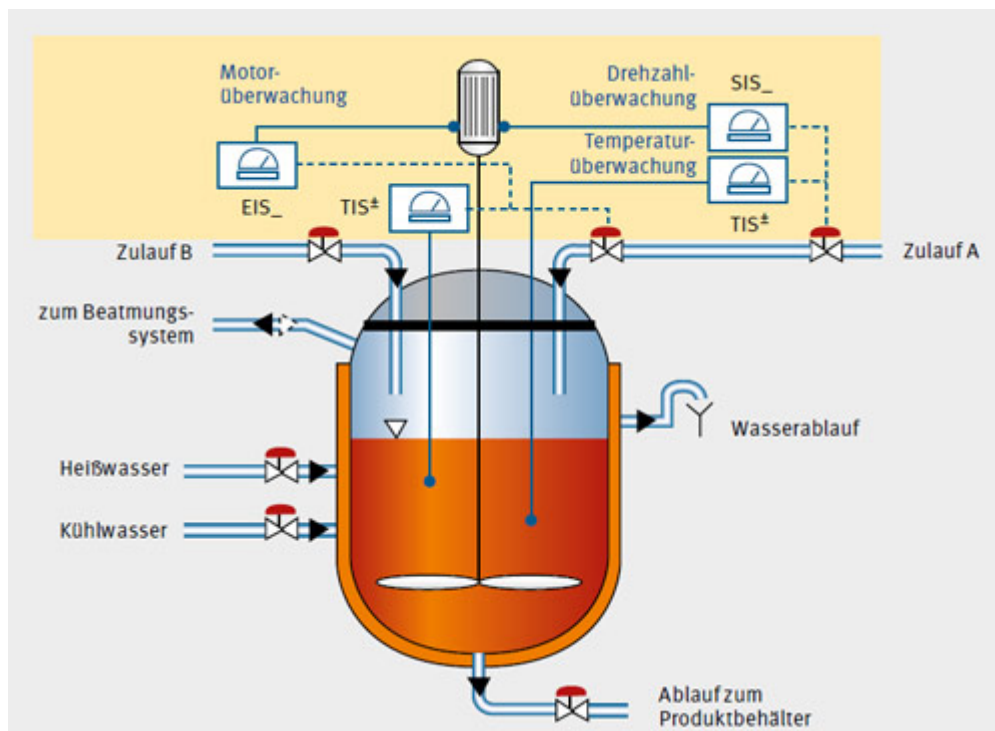 Motor-
überwachung
Drehzahl-
überwachung
SIS_
Temperatur-
überwachung
EIS_
TIS±
TIS±
Zulauf B
Zulauf A
zum Beatmungs-
system
Wasserablauf
Heißwasser
Kühlwasser
Ablauf zum
Produktbehälter